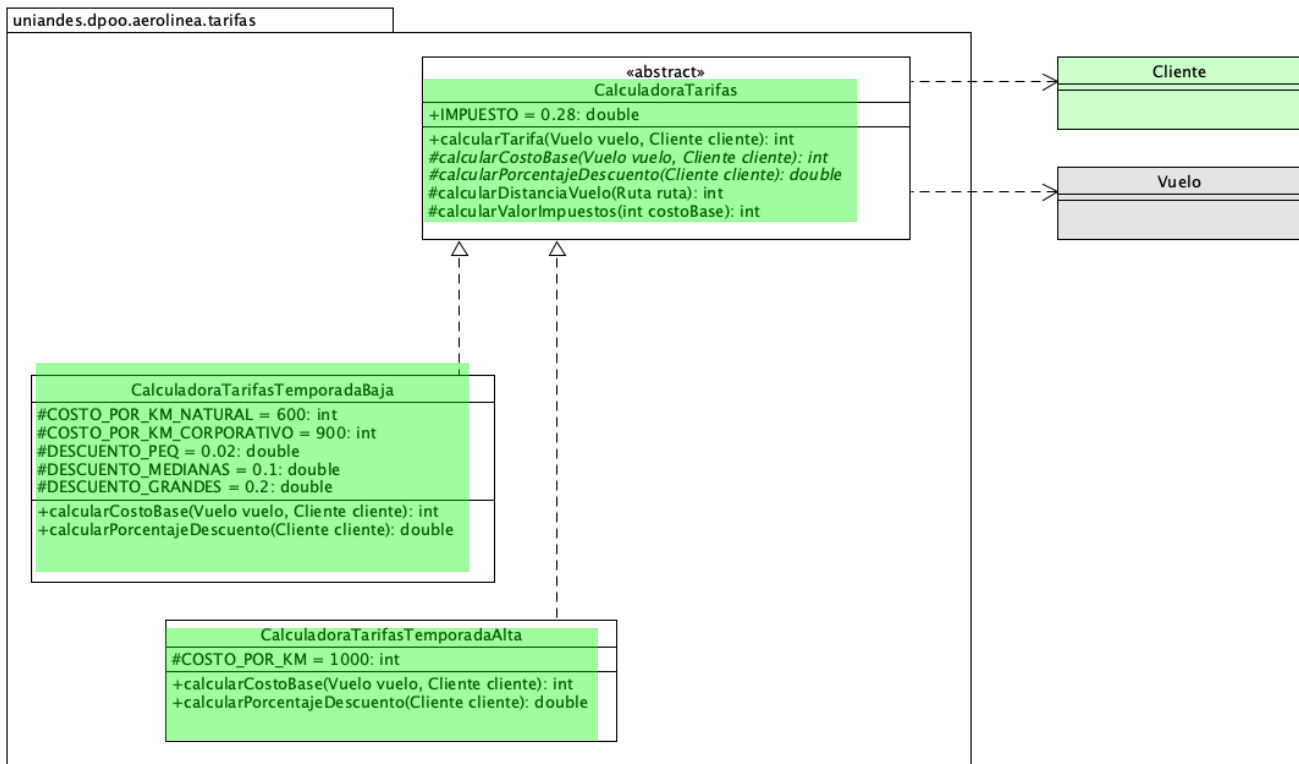 uniandes.dpoo.aerolinea.tarifas
«abstract»
CalculadoraTarifas
+IMPUESTO = 0.28: double
+calcularTarifa(Vuelo vuelo, Cliente cliente): int
#calcularCostoBase(Vuelo vuelo, Cliente cliente): int
#calcularPorcentajeDescuento(Cliente cliente): double
#calcularDistanciaVuelo(Ruta ruta): int
#calcularValorImpuestos(int costoBase): int
Cliente
Vuelo
CalculadoraTarifasTemporadaBaja
#COSTO_POR_KM_NATURAL = 600: int
#COSTO_POR_KM_CORPORATIVO = 900: int
#DESCUENTO_PEQ = 0.02: double
#DESCUENTO_MEDIANAS = 0.1: double
#DESCUENTO_GRANDES = 0.2: double
+calcularCostoBase(Vuelo vuelo, Cliente cliente): int
+calcularPorcentajeDescuento(Cliente cliente): double
CalculadoraTarifasTemporadaAlta
#COSTO_POR_KM = 1000: int
+calcularCostoBase(Vuelo vuelo, Cliente cliente): int
+calcularPorcentajeDescuento(Cliente cliente): double